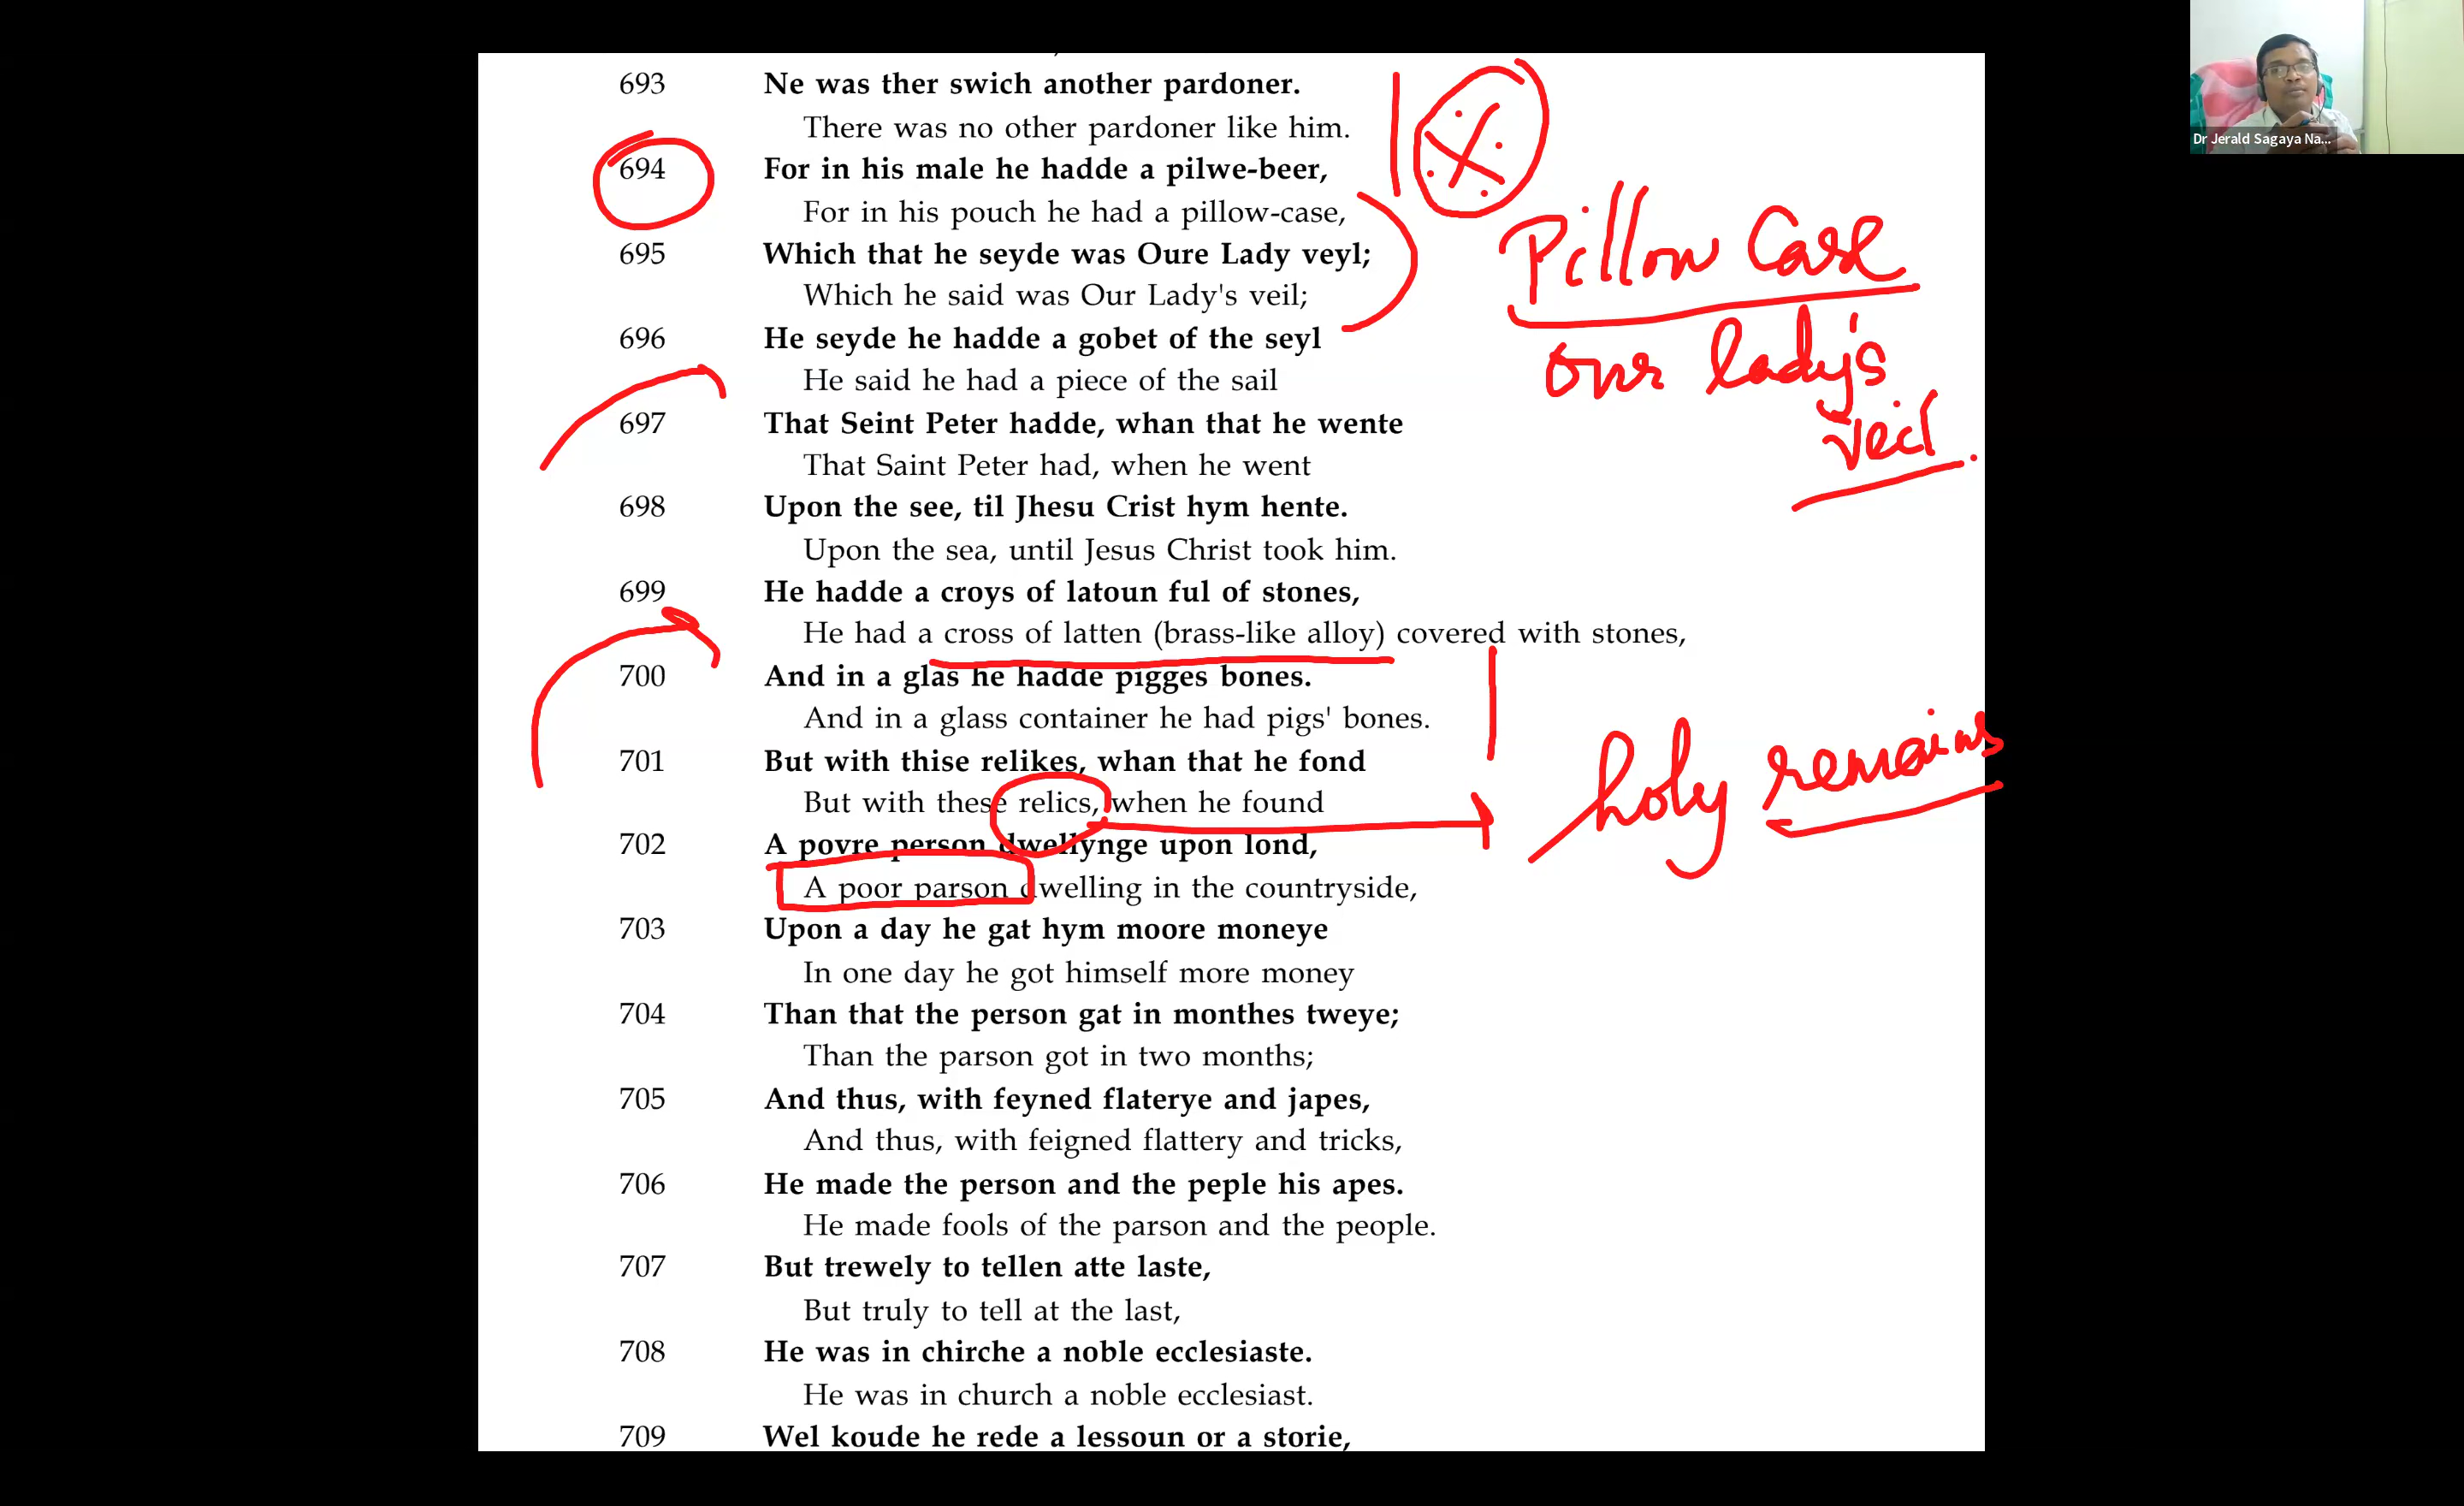 693 Ne was ther swich another pardoner.
There was no other pardoner like him.
694 For in his male he hadde a pilwe-beer,
For in his pouch he had a pillow-case,
695 Which that he seyde was Oure Lady veyl;
Which he said was Our Lady's veil;
696 He seyde he hadde a gobet of the seyl
He said he had a piece of the sail
697 That Seint Peter hadde, whan that he wente
That Saint Peter had, when he went
698 Upon the see, til Jhesu Crist hym hente.
Upon the sea, until Jesus Christ took him.
699 He hadde a croys of latoun ful of stones,
He had a cross of latten (brass-like alloy) covered with stones,
700 And in a glas he hadde pigges bones.
And in a glass container he had pigs' bones.
701 But with thise relikes, whan that he fond
But with these relics, when he found
702 A povre person dwellynge upon lond,
A poor parson dwelling in the countryside,
703 Upon a day he gat hym moore moneye
In one day he got himself more money
704 Than that the person gat in monthes tweye;
Than the parson got in two months;
705 And thus, with feyned flaterye and japes,
And thus, with feigned flattery and tricks,
706 He made the person and the peple his apes.
He made fools of the parson and the people.
707 But trewely to tellen atte laste,
But truly to tell at the last,
708 He was in chirche a noble ecclesiaste.
He was in church a noble ecclesiast.
709 Wel koude he rede a lessoun or a storie,
Pillow Case
our lady's
veil.
holy remains
Dr Jerald Sagaya Na...